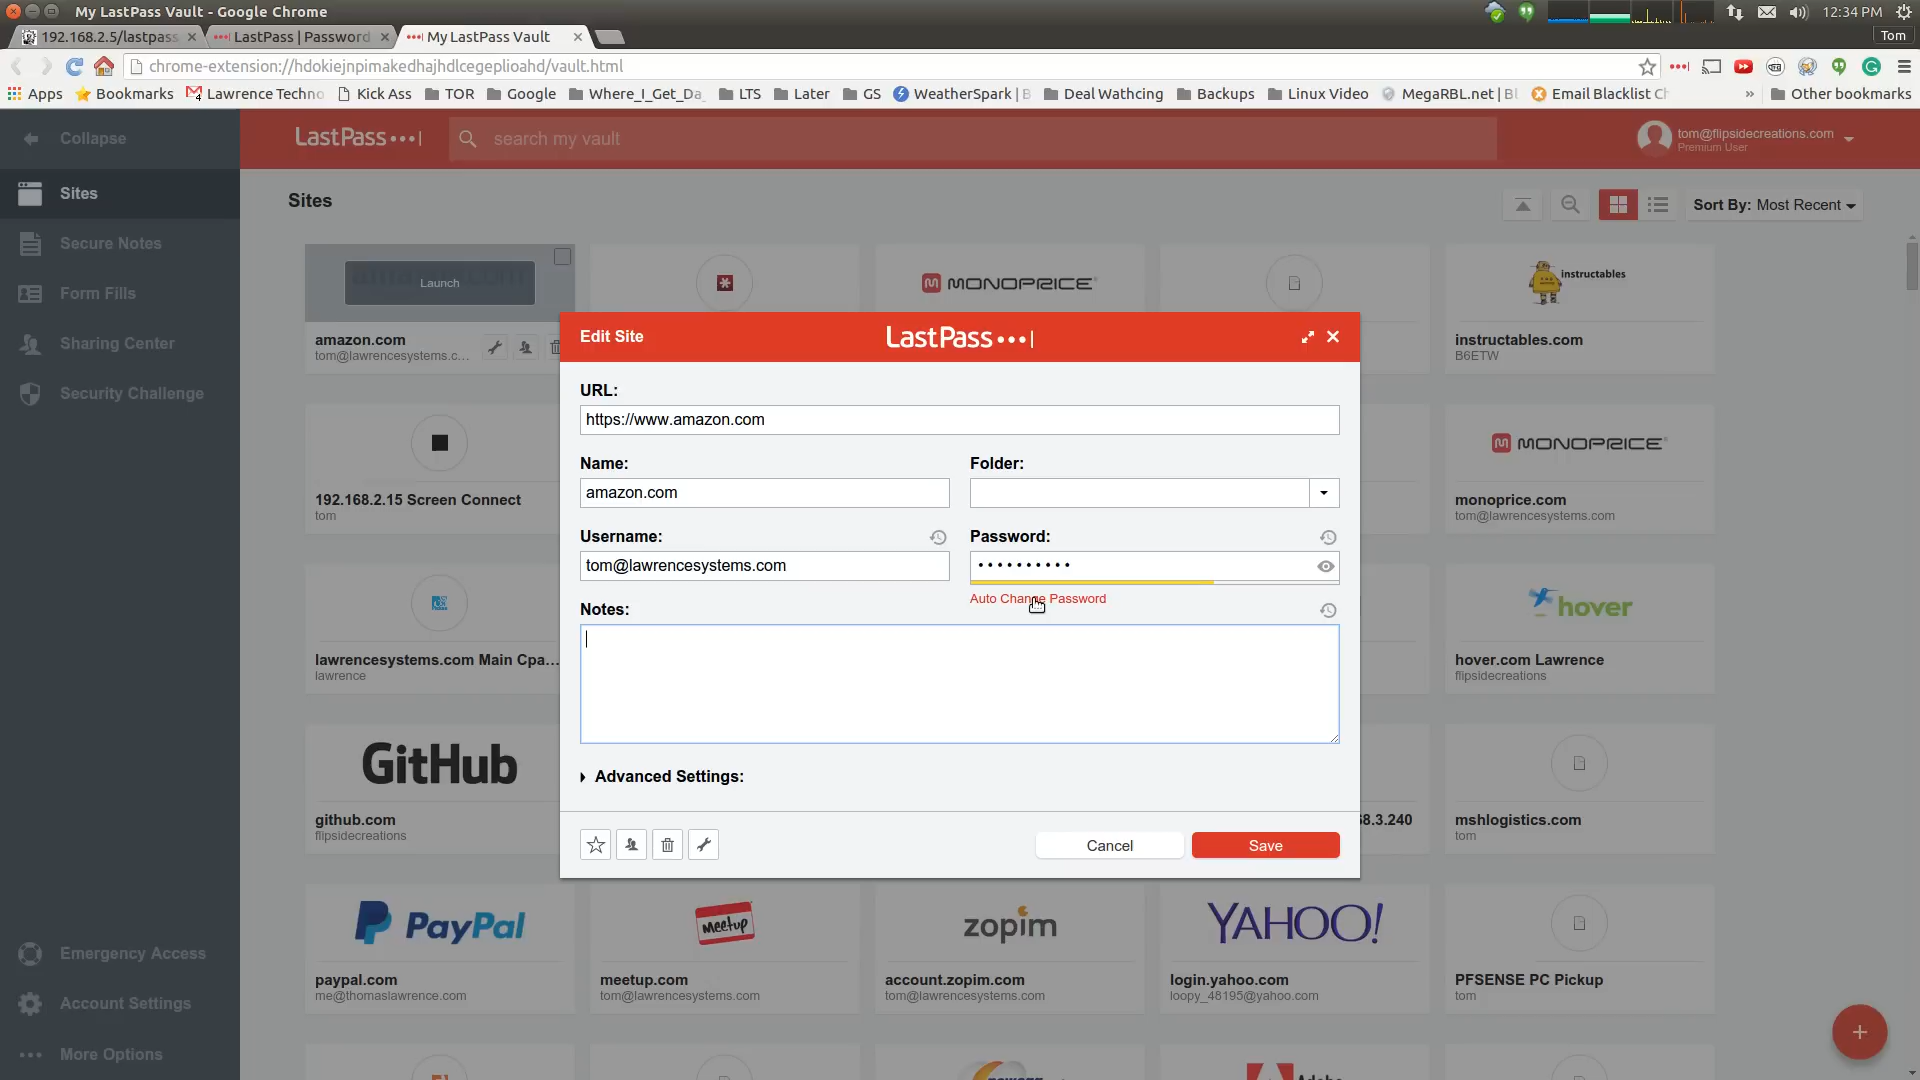 My LastPass Vault - Google Chrome
12:34 PM
192.168.2.5/lastpass
LastPass | Password
My LastPass Vault
Tom
chrome-extension://hdokiejnpimakedhajhdlcegeplioahd/vault.html
Apps
Bookmarks
Lawrence Techno
Kick Ass
TOR
Google
Where_I_Get_Da
LTS
Later
GS
WeatherSpark | B
Deal Wathcing
Backups
Linux Video
MegaRBL.net | Bl
Email Blacklist Ch
»
Other bookmarks
Collapse
LastPass
search my vault
tom@flipsidecreations.com
Premium User
Sites
Secure Notes
Form Fills
Sharing Center
Security Challenge
Emergency Access
Account Settings
More Options
Sites
Sort By: Most Recent
Launch
amazon.com
tom@lawrencesystems.c...
MONOPRICE
instructables
instructables.com
B6ETW
192.168.2.15 Screen Connect
tom
MONOPRICE
monoprice.com
tom@lawrencesystems.com
lawrencesystems.com Main Cpa...
lawrence
hover
hover.com Lawrence
flipsidecreations
GitHub
github.com
flipsidecreations
8.3.240
mshlogistics.com
tom
PayPal
paypal.com
me@thomaslawrence.com
meetup
meetup.com
tom@lawrencesystems.com
zopim
account.zopim.com
tom@lawrencesystems.com
YAHOO!
login.yahoo.com
loopy_48195@yahoo.com
PFSENSE PC Pickup
tom
+
Edit Site
LastPass
URL:
https://www.amazon.com
Name:
amazon.com
Folder:
Username:
tom@lawrencesystems.com
Password:
••••••••••
Auto Change Password
Notes:
Advanced Settings:
Cancel
Save